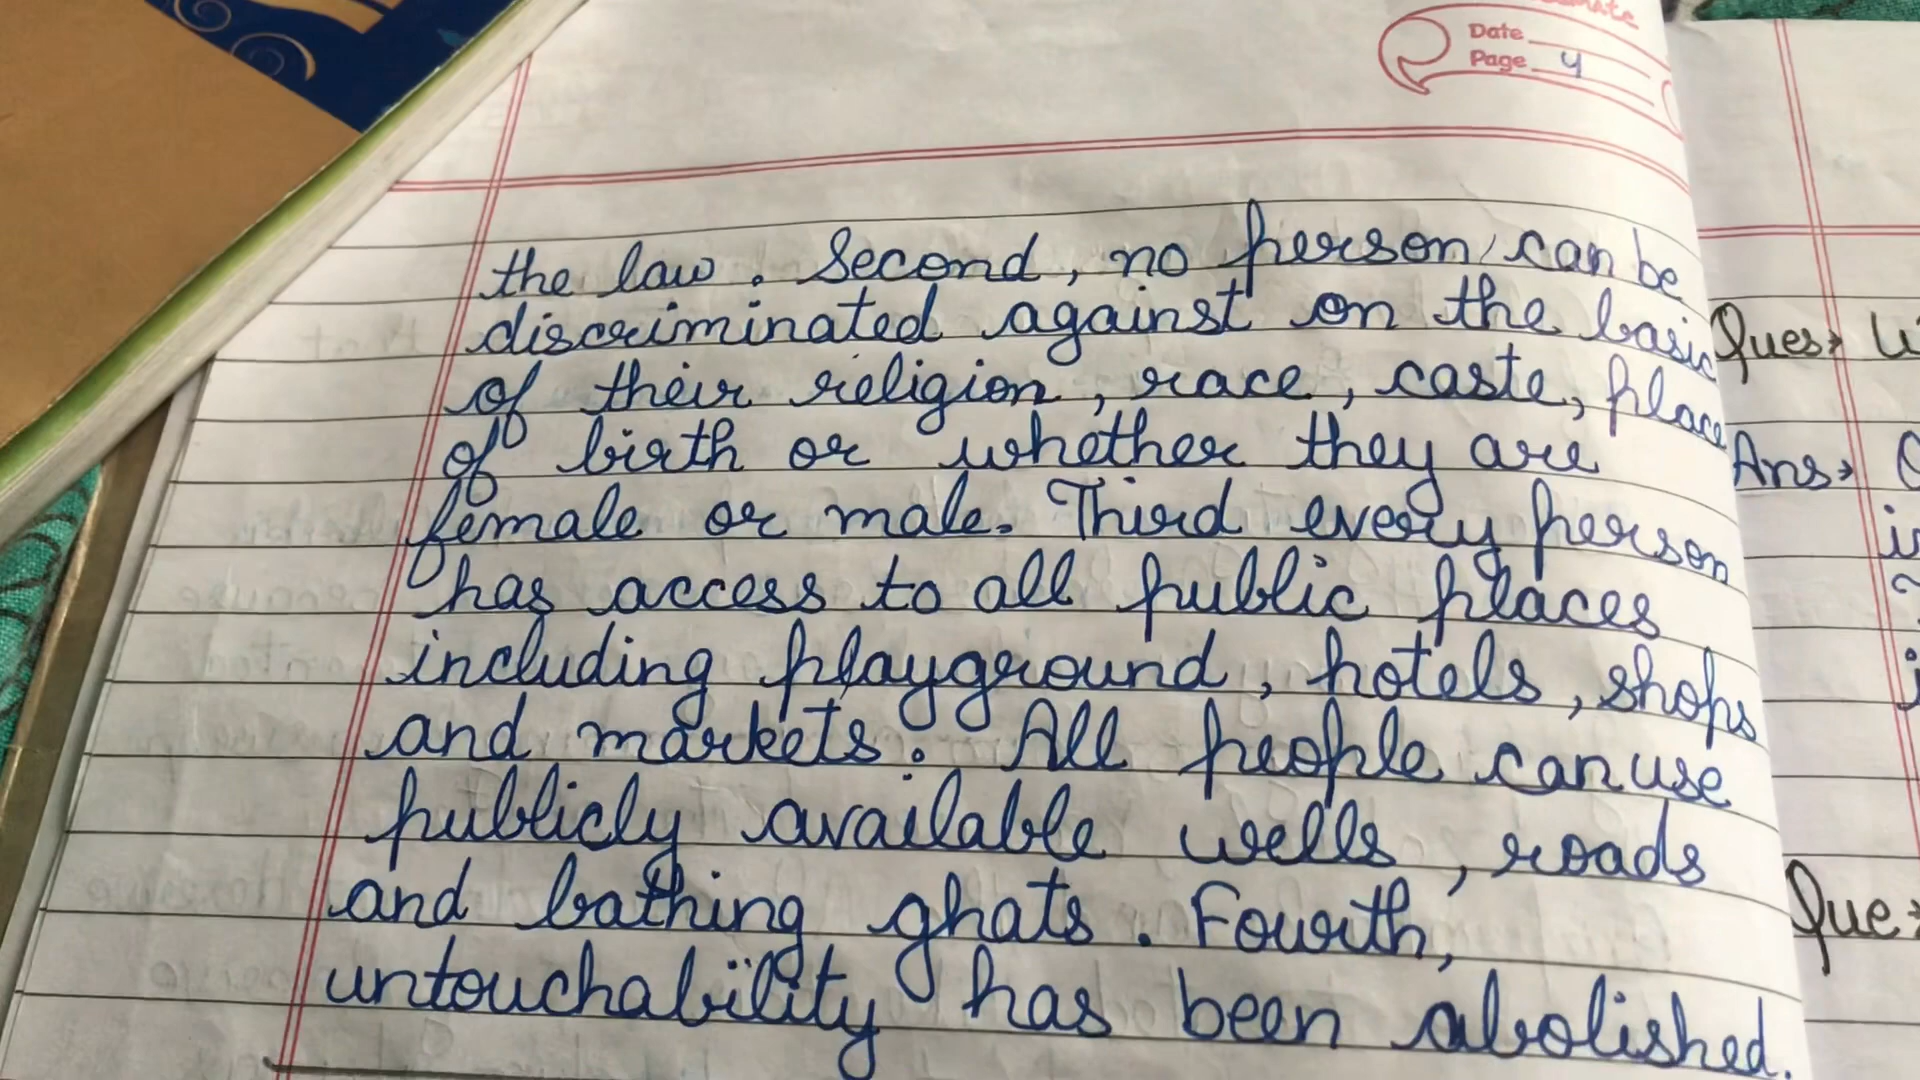 Date
Page 4
the law. Second, no person can be
discriminated against on the basic
of their religion, race, caste, place
of birth or whether they are
female or male. Third every person
has access to all public places
including playground, hotels, shops
and markets. All people can use
publicly available wells, roads
and bathing ghats. Fourth,
untouchability has been abolished.
Ques→
Ans→
Que→